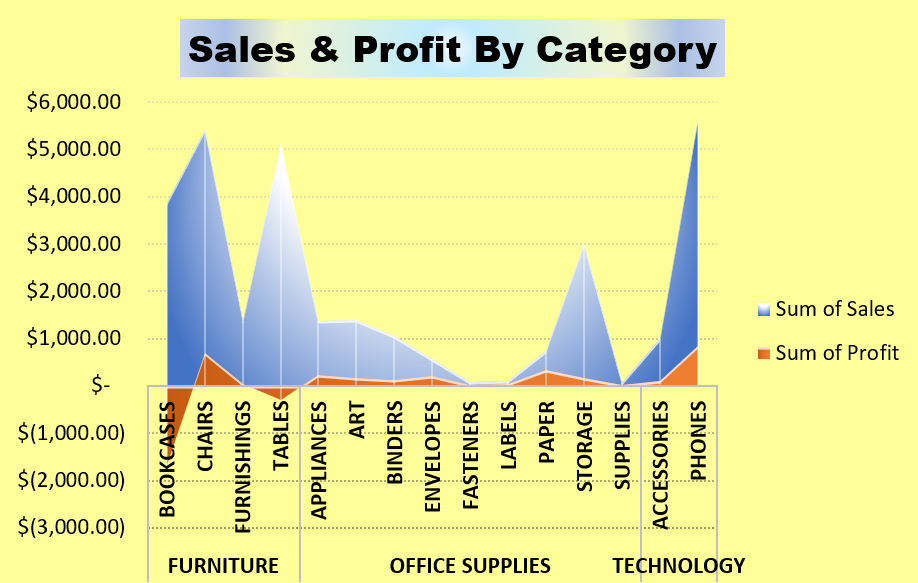 Sales & Profit By Category
$6,000.00
$5,000.00
$4,000.00
$3,000.00
$2,000.00
$1,000.00
$-
$(1,000.00)
$(2,000.00)
$(3,000.00)
BOOKCASES
CHAIRS
FURNISHINGS
TABLES
APPLIANCES
ART
BINDERS
ENVELOPES
FASTENERS
LABELS
PAPER
STORAGE
SUPPLIES
ACCESSORIES
PHONES
FURNITURE
OFFICE SUPPLIES
TECHNOLOGY
Sum of Sales
Sum of Profit